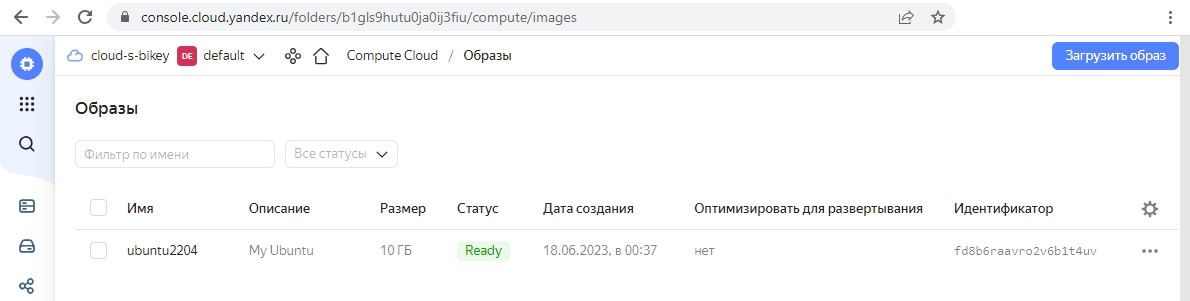 console.cloud.yandex.ru/folders/b1gls9hutu0ja0ij3fiu/compute/images
cloud-s-bikey DE default Compute Cloud / Образы Загрузить образ
Образы
Фильтр по имени Все статусы
Имя Описание Размер Статус Дата создания Оптимизировать для развертывания Идентификатор
ubuntu2204 My Ubuntu 10 ГБ Ready 18.06.2023, в 00:37 нет fd8b6raavro2v6b1t4uv